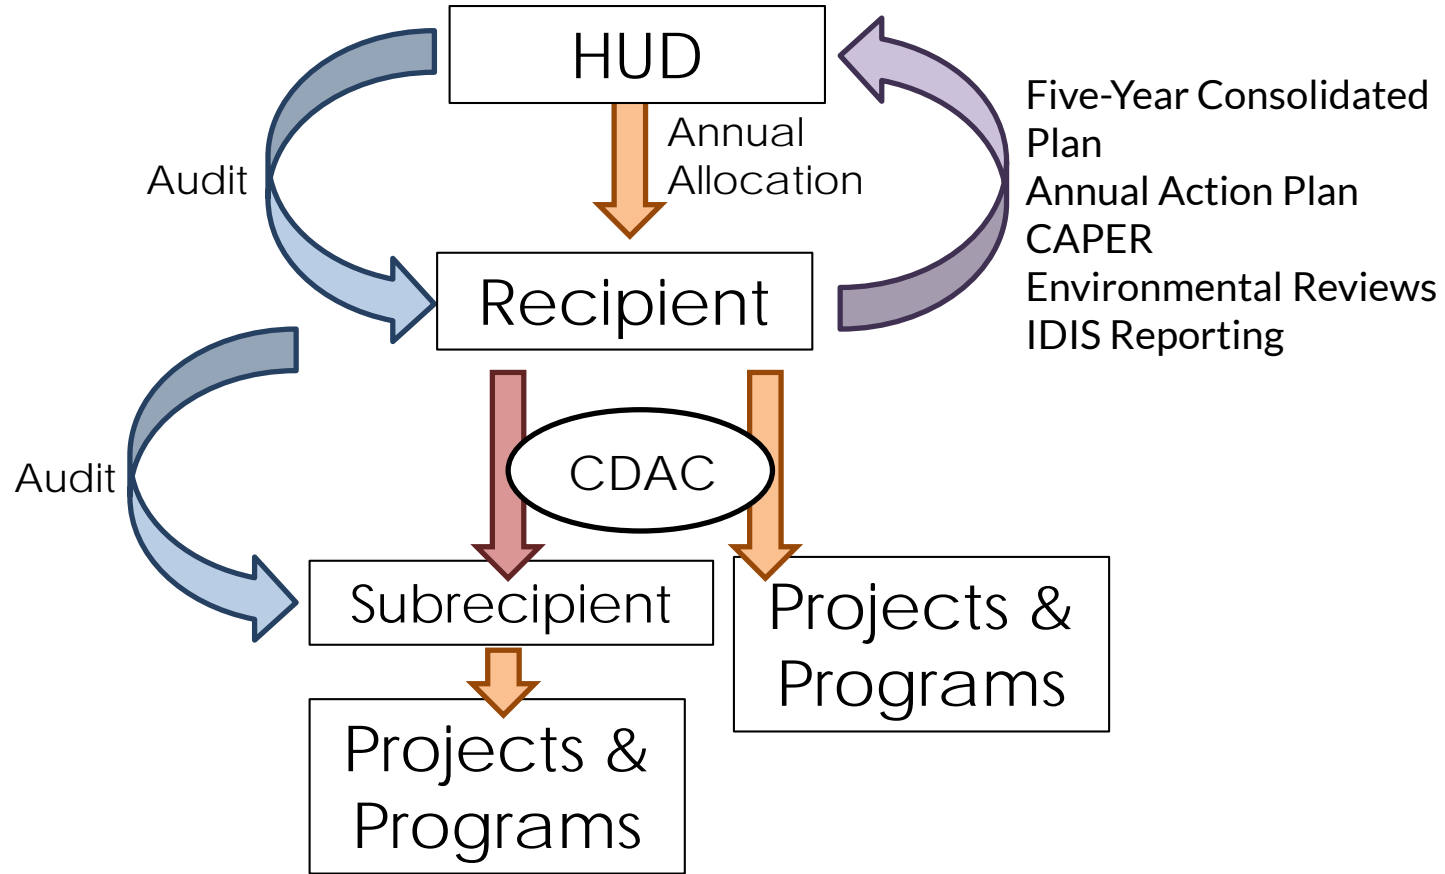 HUD
Annual
Allocation
Audit
Five-Year Consolidated
Plan
Annual Action Plan
CAPER
Environmental Reviews
IDIS Reporting
Recipient
Audit
CDAC
Subrecipient
Projects &
Programs
Projects &
Programs